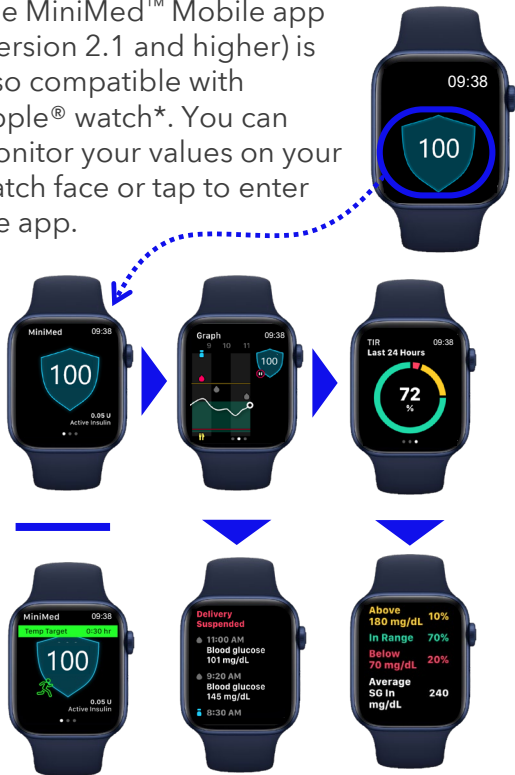 MiniMed™ Mobile app
2.1 and higher) is
compatible with
watch*. You can
your values on your
face or tap to enter
app.
09:38
100
MiniMed 09:38
100
0.05 U
Active Insulin
Graph 09:38
9 10 11
100
TIR 09:38
Last 24 Hours
72
%
MiniMed 09:38
Temp Target 0:30 hr
100
0.05 U
Active Insulin
Delivery
Suspended
11:00 AM
Blood glucose
101 mg/dL
9:20 AM
Blood glucose
145 mg/dL
8:30 AM
Above
180 mg/dL 10%
In Range 70%
Below
70 mg/dL 20%
Average
SG In
mg/dL 240